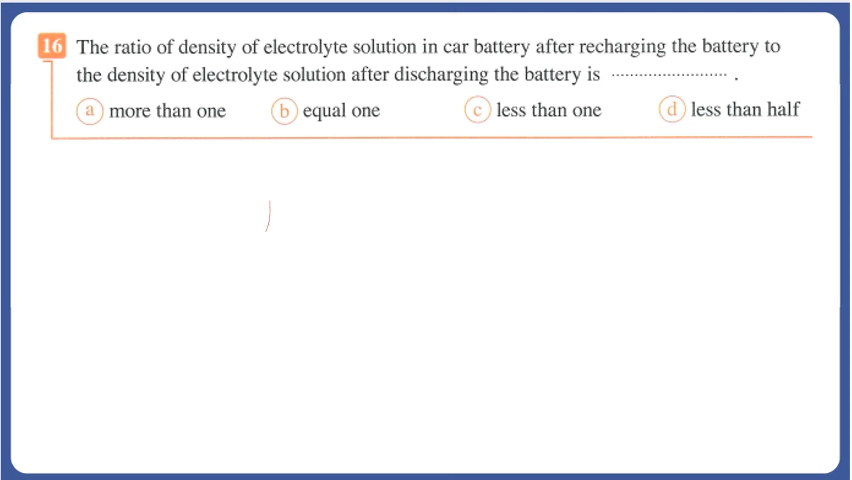 16 The ratio of density of electrolyte solution in car battery after recharging the battery to
the density of electrolyte solution after discharging the battery is .......................... .
a more than one b equal one c less than one d less than half